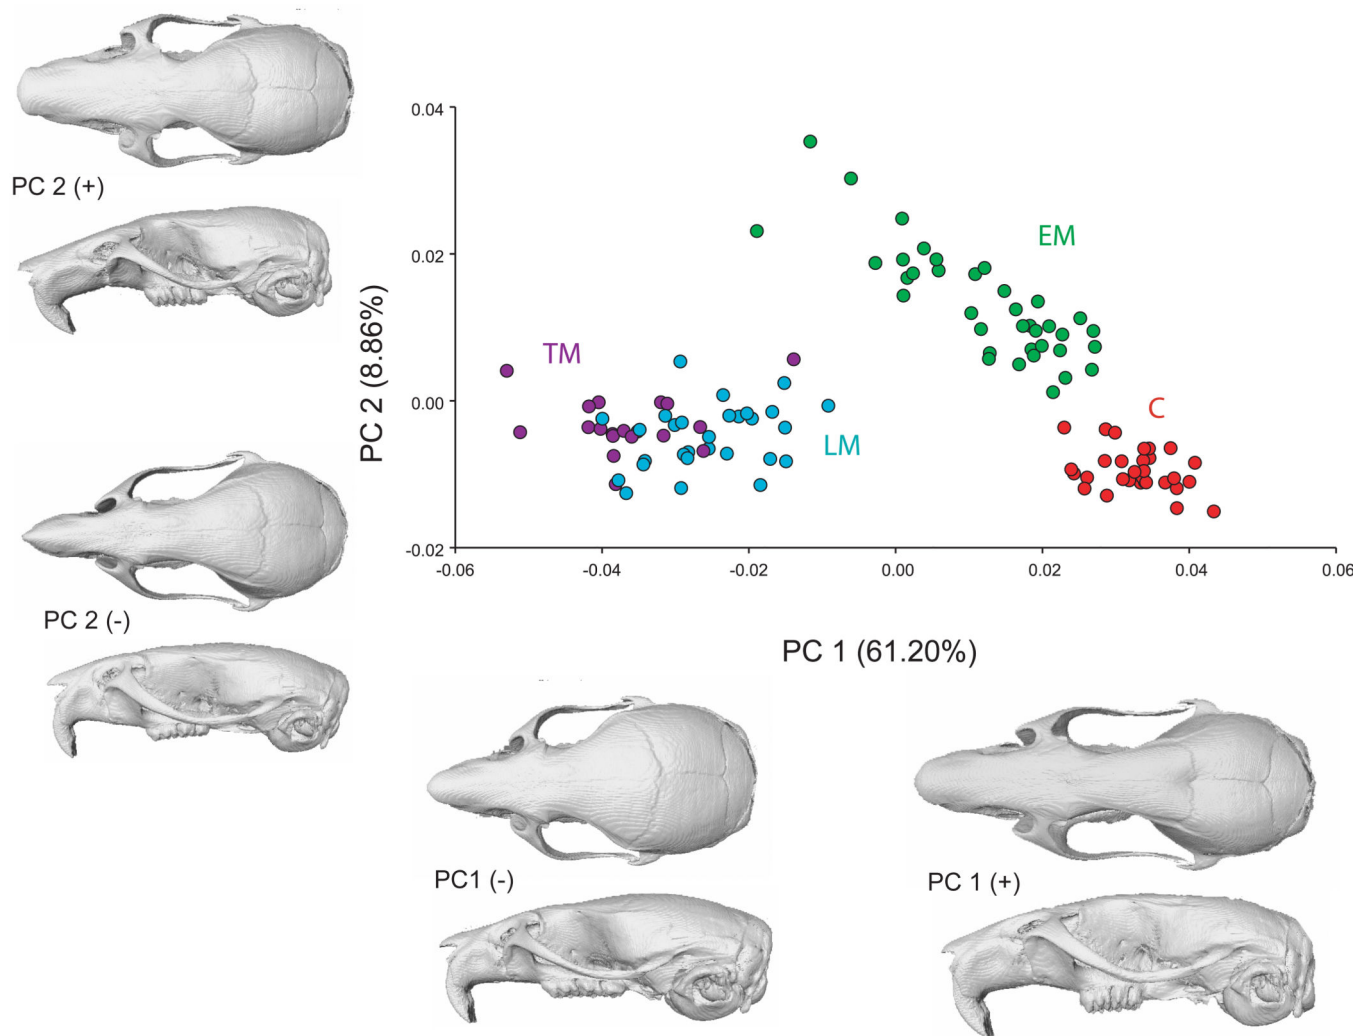 PC 2 (+)
PC 2 (-)
PC 2 (8.86%)
0.04
0.02
0.00
-0.02
-0.06
-0.04
-0.02
0.00
0.02
0.04
0.06
EM
TM
LM
C
PC 1 (61.20%)
PC1 (-)
PC 1 (+)